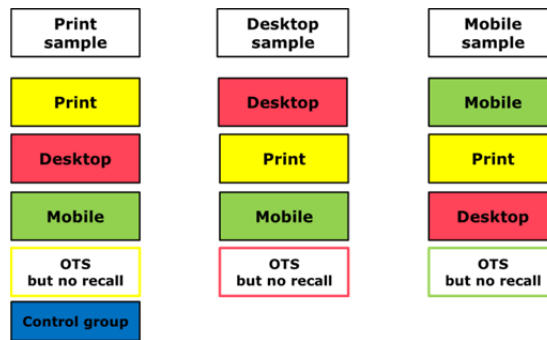 Print
sample
Desktop
sample
Mobile
sample
Print
Desktop
Mobile
Desktop
Print
Print
Mobile
Mobile
Desktop
OTS
but no recall
OTS
but no recall
OTS
but no recall
Control group